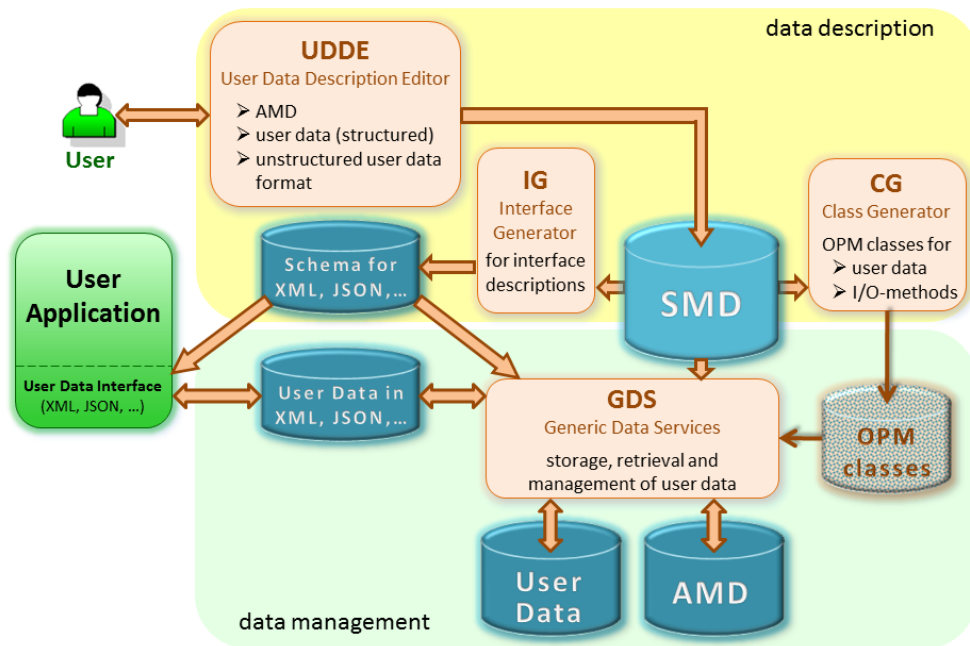 data description
UDDE
User Data Description Editor
➢ AMD
➢ user data (structured)
➢ unstructured user data
format
User
IG
Interface
Generator
for interface
descriptions
CG
Class Generator
OPM classes for
➢ user data
➢ I/O-methods
Schema for
XML, JSON,...
SMD
User
Application
User Data Interface
(XML, JSON, ...)
User Data in
XML, JSON,...
GDS
Generic Data Services
storage, retrieval and
management of user data
OPM
classes
User
Data
AMD
data management